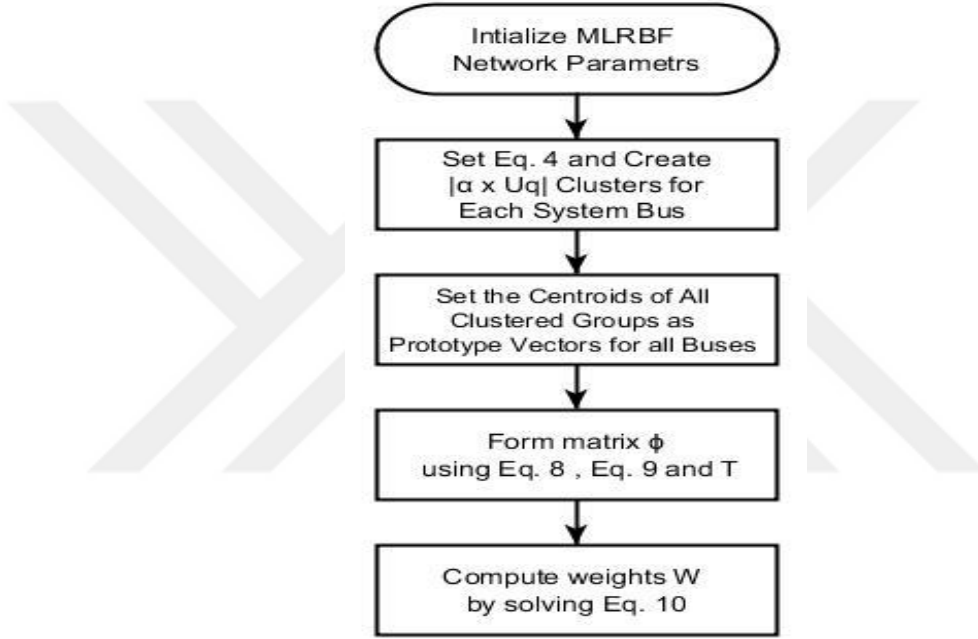 Intialize MLRBF
Network Parametrs
Set Eq. 4 and Create
|α x Uq| Clusters for
Each System Bus
Set the Centroids of All
Clustered Groups as
Prototype Vectors for all Buses
Form matrix ϕ
using Eq. 8 , Eq. 9 and T
Compute weights W
by solving Eq. 10